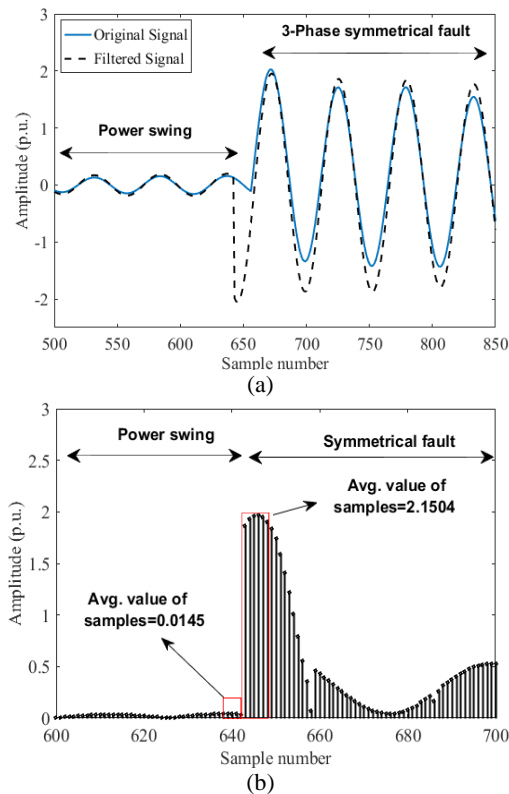 3
2
1
0
-1
-2
Amplitude (p.u.)
Original Signal
Filtered Signal
3-Phase symmetrical fault
Power swing
500 550 600 650 700 750 800 850
Sample number
(a)
3
2.5
2
1.5
1
0.5
0
Amplitude (p.u.)
Power swing
Symmetrical fault
Avg. value of
samples=2.1504
Avg. value of
samples=0.0145
600 620 640 660 680 700
Sample number
(b)